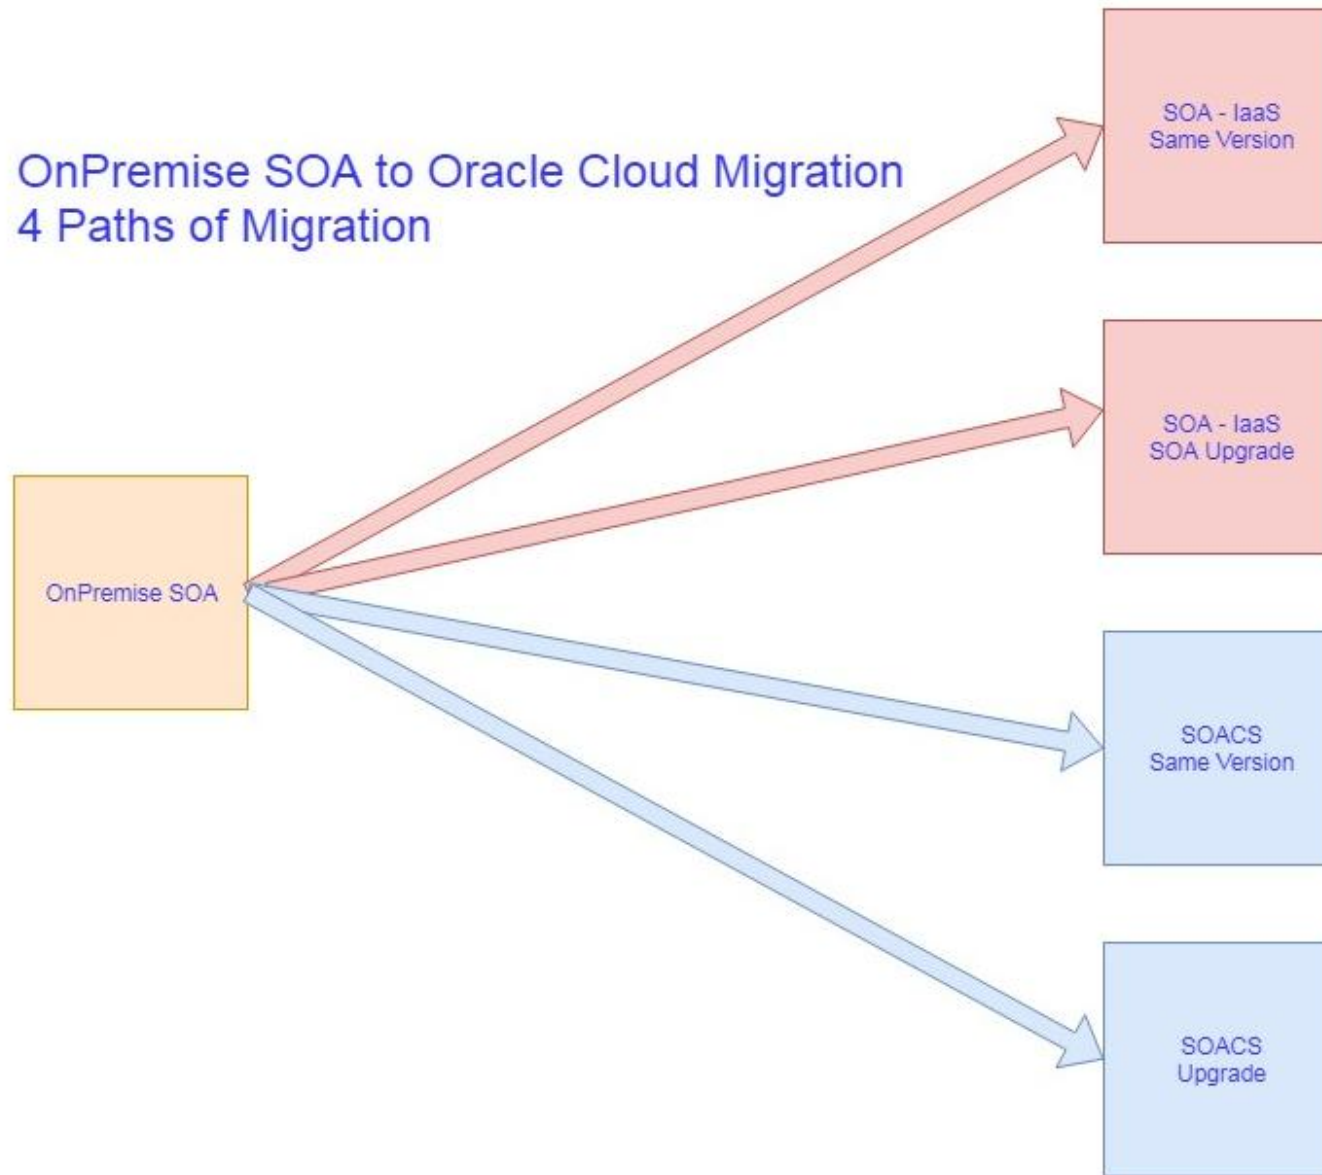 OnPremise SOA to Oracle Cloud Migration
4 Paths of Migration
SOA - IaaS
Same Version
SOA - IaaS
SOA Upgrade
OnPremise SOA
SOACS
Same Version
SOACS
Upgrade